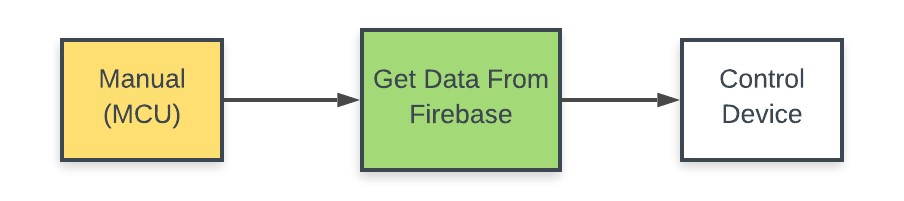 Manual
(MCU)
Get Data From
Firebase
Control
Device